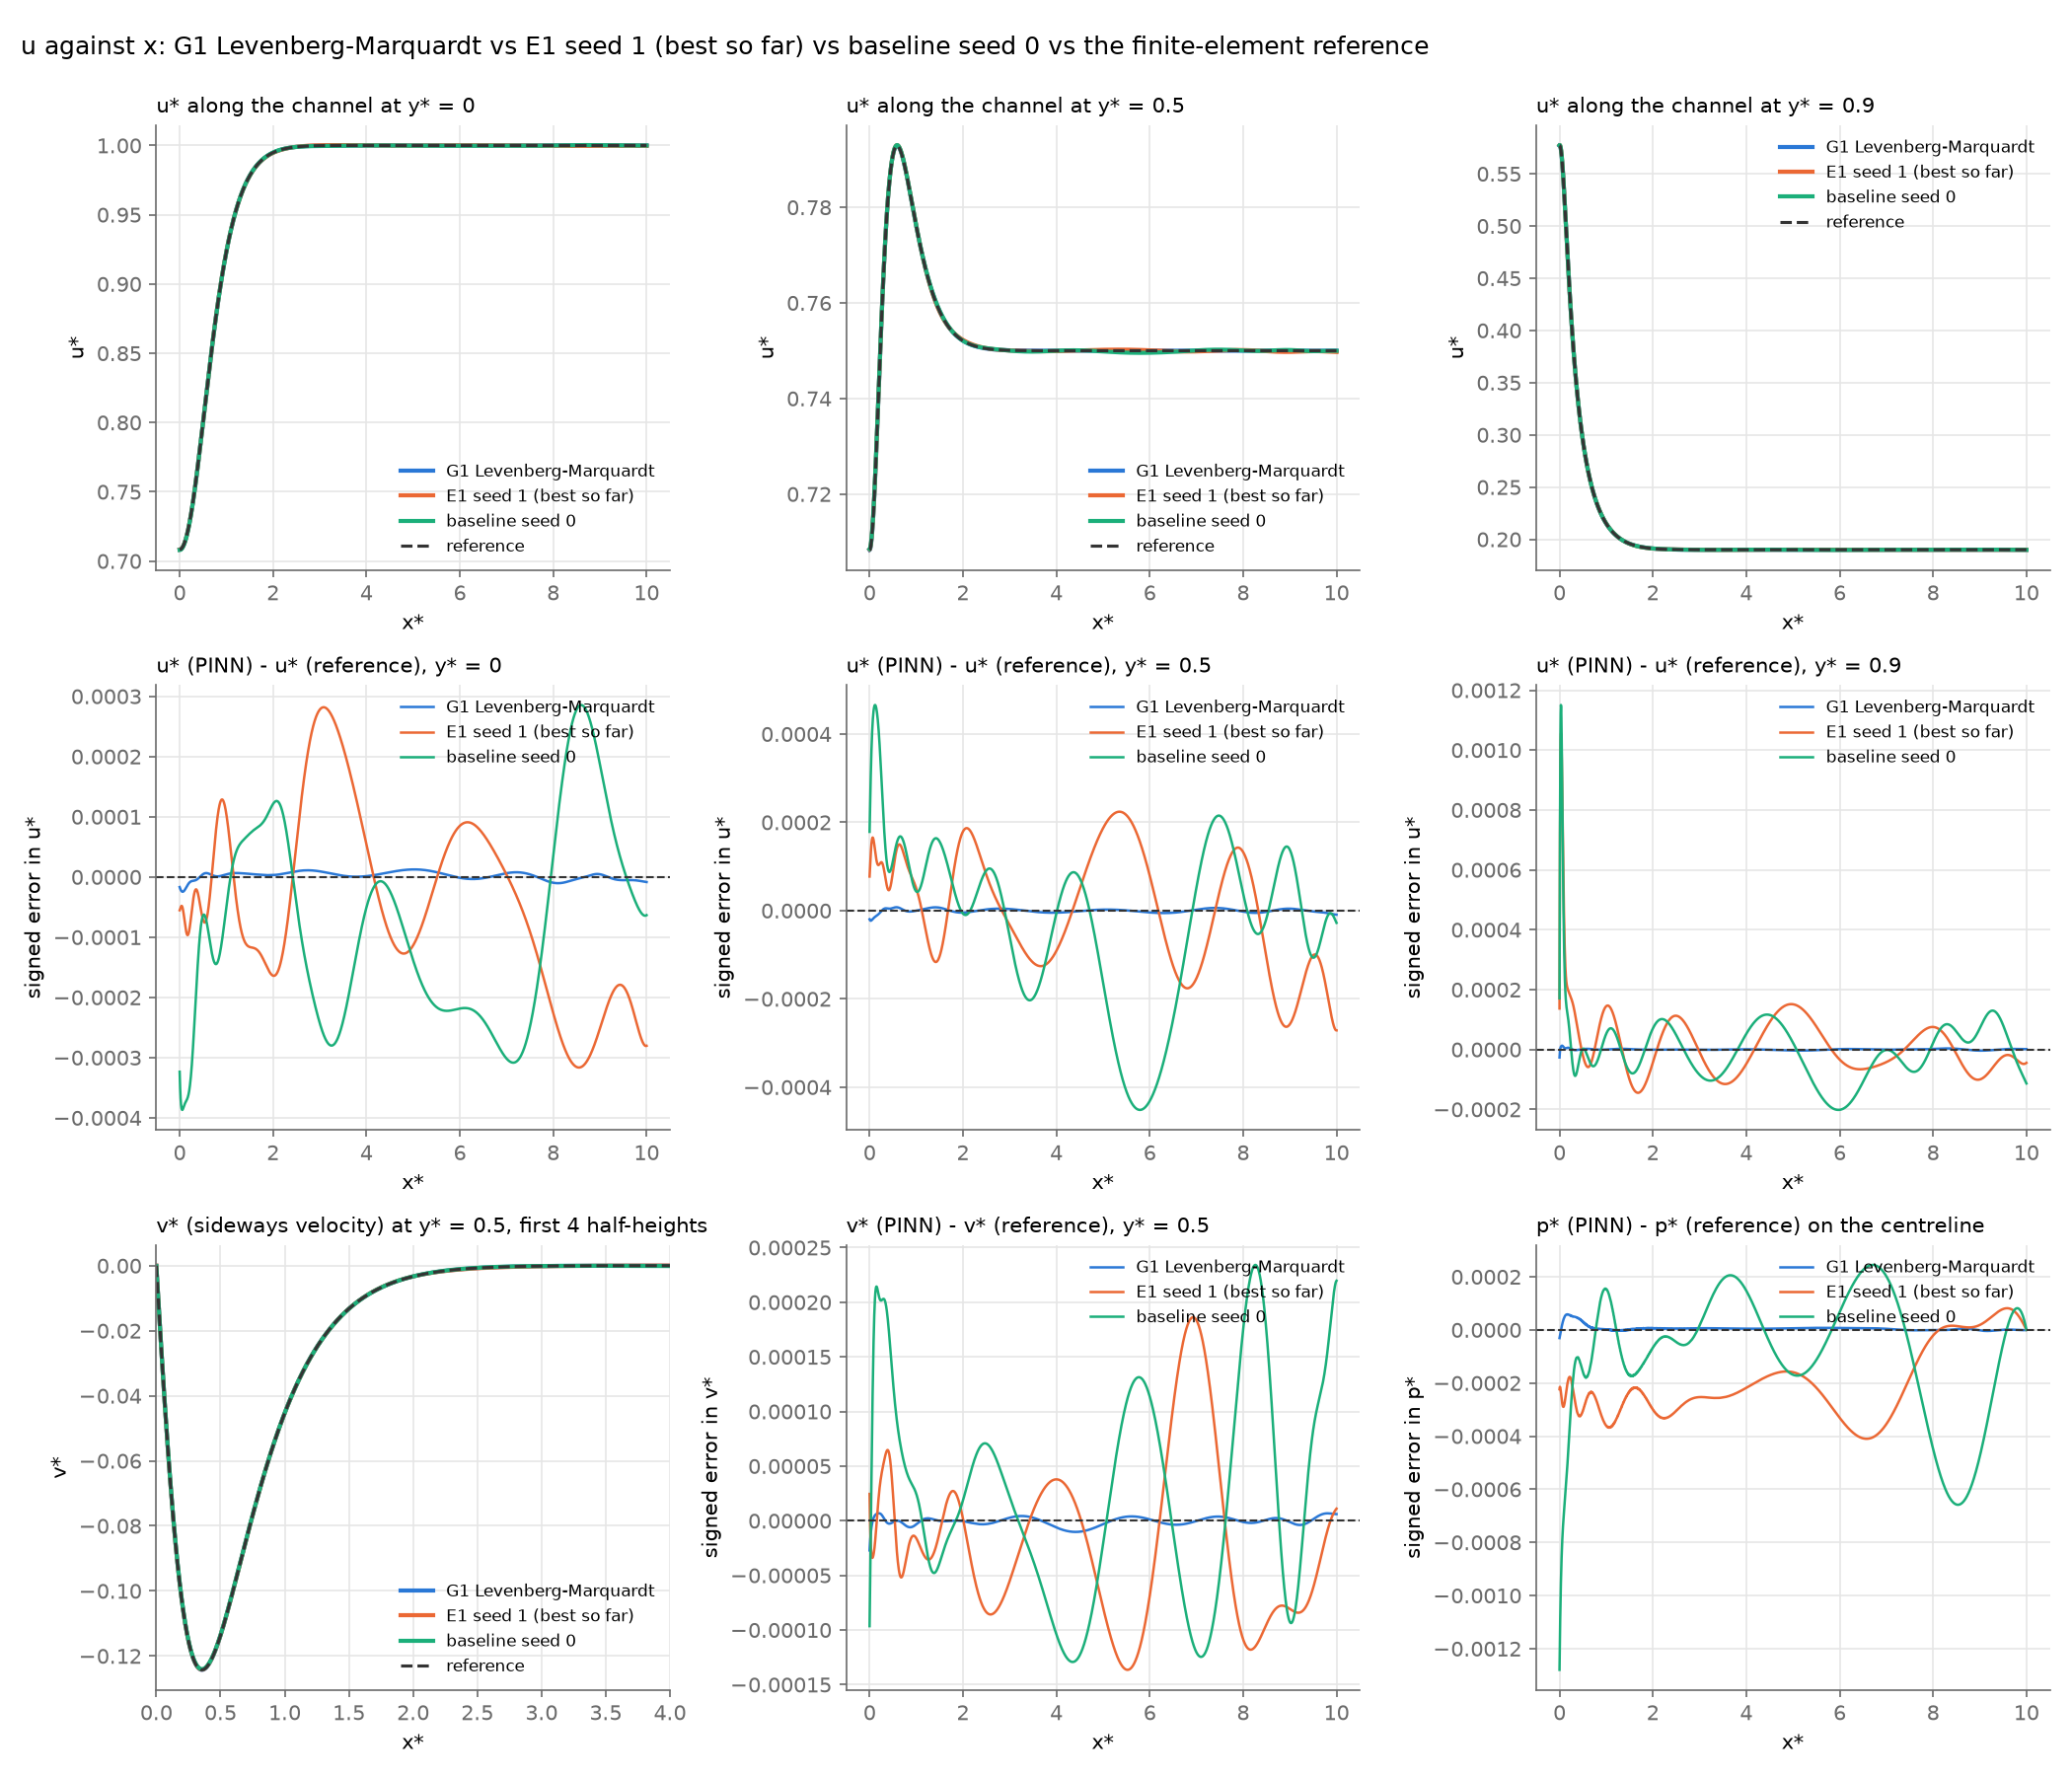 u against x: G1 Levenberg-Marquardt vs E1 seed 1 (best so far) vs baseline seed 0 vs the finite-element reference
u* along the channel at y* = 0
1.00
0.95
0.90
0.85
0.80
0.75
0.70
u*
G1 Levenberg-Marquardt
E1 seed 1 (best so far)
baseline seed 0
reference
0 2 4 6 8 10
x*
u* along the channel at y* = 0.5
0.78
0.76
0.74
0.72
u*
G1 Levenberg-Marquardt
E1 seed 1 (best so far)
baseline seed 0
reference
0 2 4 6 8 10
x*
u* along the channel at y* = 0.9
0.55
0.50
0.45
0.40
0.35
0.30
0.25
0.20
u*
G1 Levenberg-Marquardt
E1 seed 1 (best so far)
baseline seed 0
reference
0 2 4 6 8 10
x*
u* (PINN) - u* (reference), y* = 0
0.0003
0.0002
0.0001
0.0000
−0.0001
−0.0002
−0.0003
−0.0004
signed error in u*
G1 Levenberg-Marquardt
E1 seed 1 (best so far)
baseline seed 0
0 2 4 6 8 10
x*
u* (PINN) - u* (reference), y* = 0.5
0.0004
0.0002
0.0000
−0.0002
−0.0004
signed error in u*
G1 Levenberg-Marquardt
E1 seed 1 (best so far)
baseline seed 0
0 2 4 6 8 10
x*
u* (PINN) - u* (reference), y* = 0.9
0.0012
0.0010
0.0008
0.0006
0.0004
0.0002
0.0000
−0.0002
signed error in u*
G1 Levenberg-Marquardt
E1 seed 1 (best so far)
baseline seed 0
0 2 4 6 8 10
x*
v* (sideways velocity) at y* = 0.5, first 4 half-heights
0.00
−0.02
−0.04
−0.06
−0.08
−0.10
−0.12
v*
G1 Levenberg-Marquardt
E1 seed 1 (best so far)
baseline seed 0
reference
0.0 0.5 1.0 1.5 2.0 2.5 3.0 3.5 4.0
x*
v* (PINN) - v* (reference), y* = 0.5
0.00025
0.00020
0.00015
0.00010
0.00005
0.00000
−0.00005
−0.00010
−0.00015
signed error in v*
G1 Levenberg-Marquardt
E1 seed 1 (best so far)
baseline seed 0
0 2 4 6 8 10
x*
p* (PINN) - p* (reference) on the centreline
0.0002
0.0000
−0.0002
−0.0004
−0.0006
−0.0008
−0.0010
−0.0012
signed error in p*
G1 Levenberg-Marquardt
E1 seed 1 (best so far)
baseline seed 0
0 2 4 6 8 10
x*